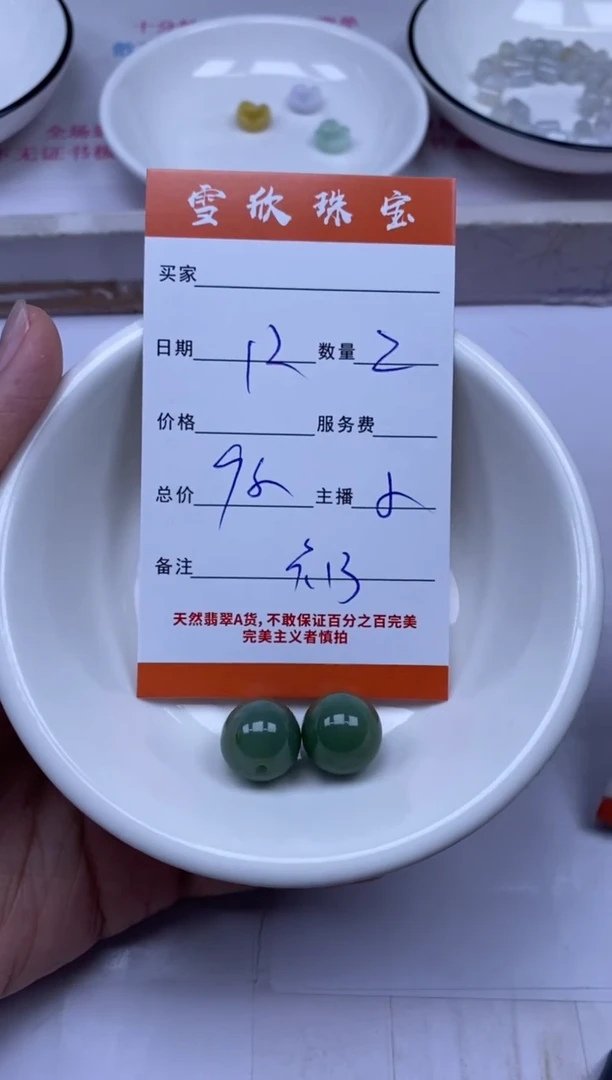 雪欣珠宝
买家
日期 12 数量 2
价格 服务费
总价 98 主播
备注
天然翡翠A货,不敢保证百分之百完美
完美主义者慎拍